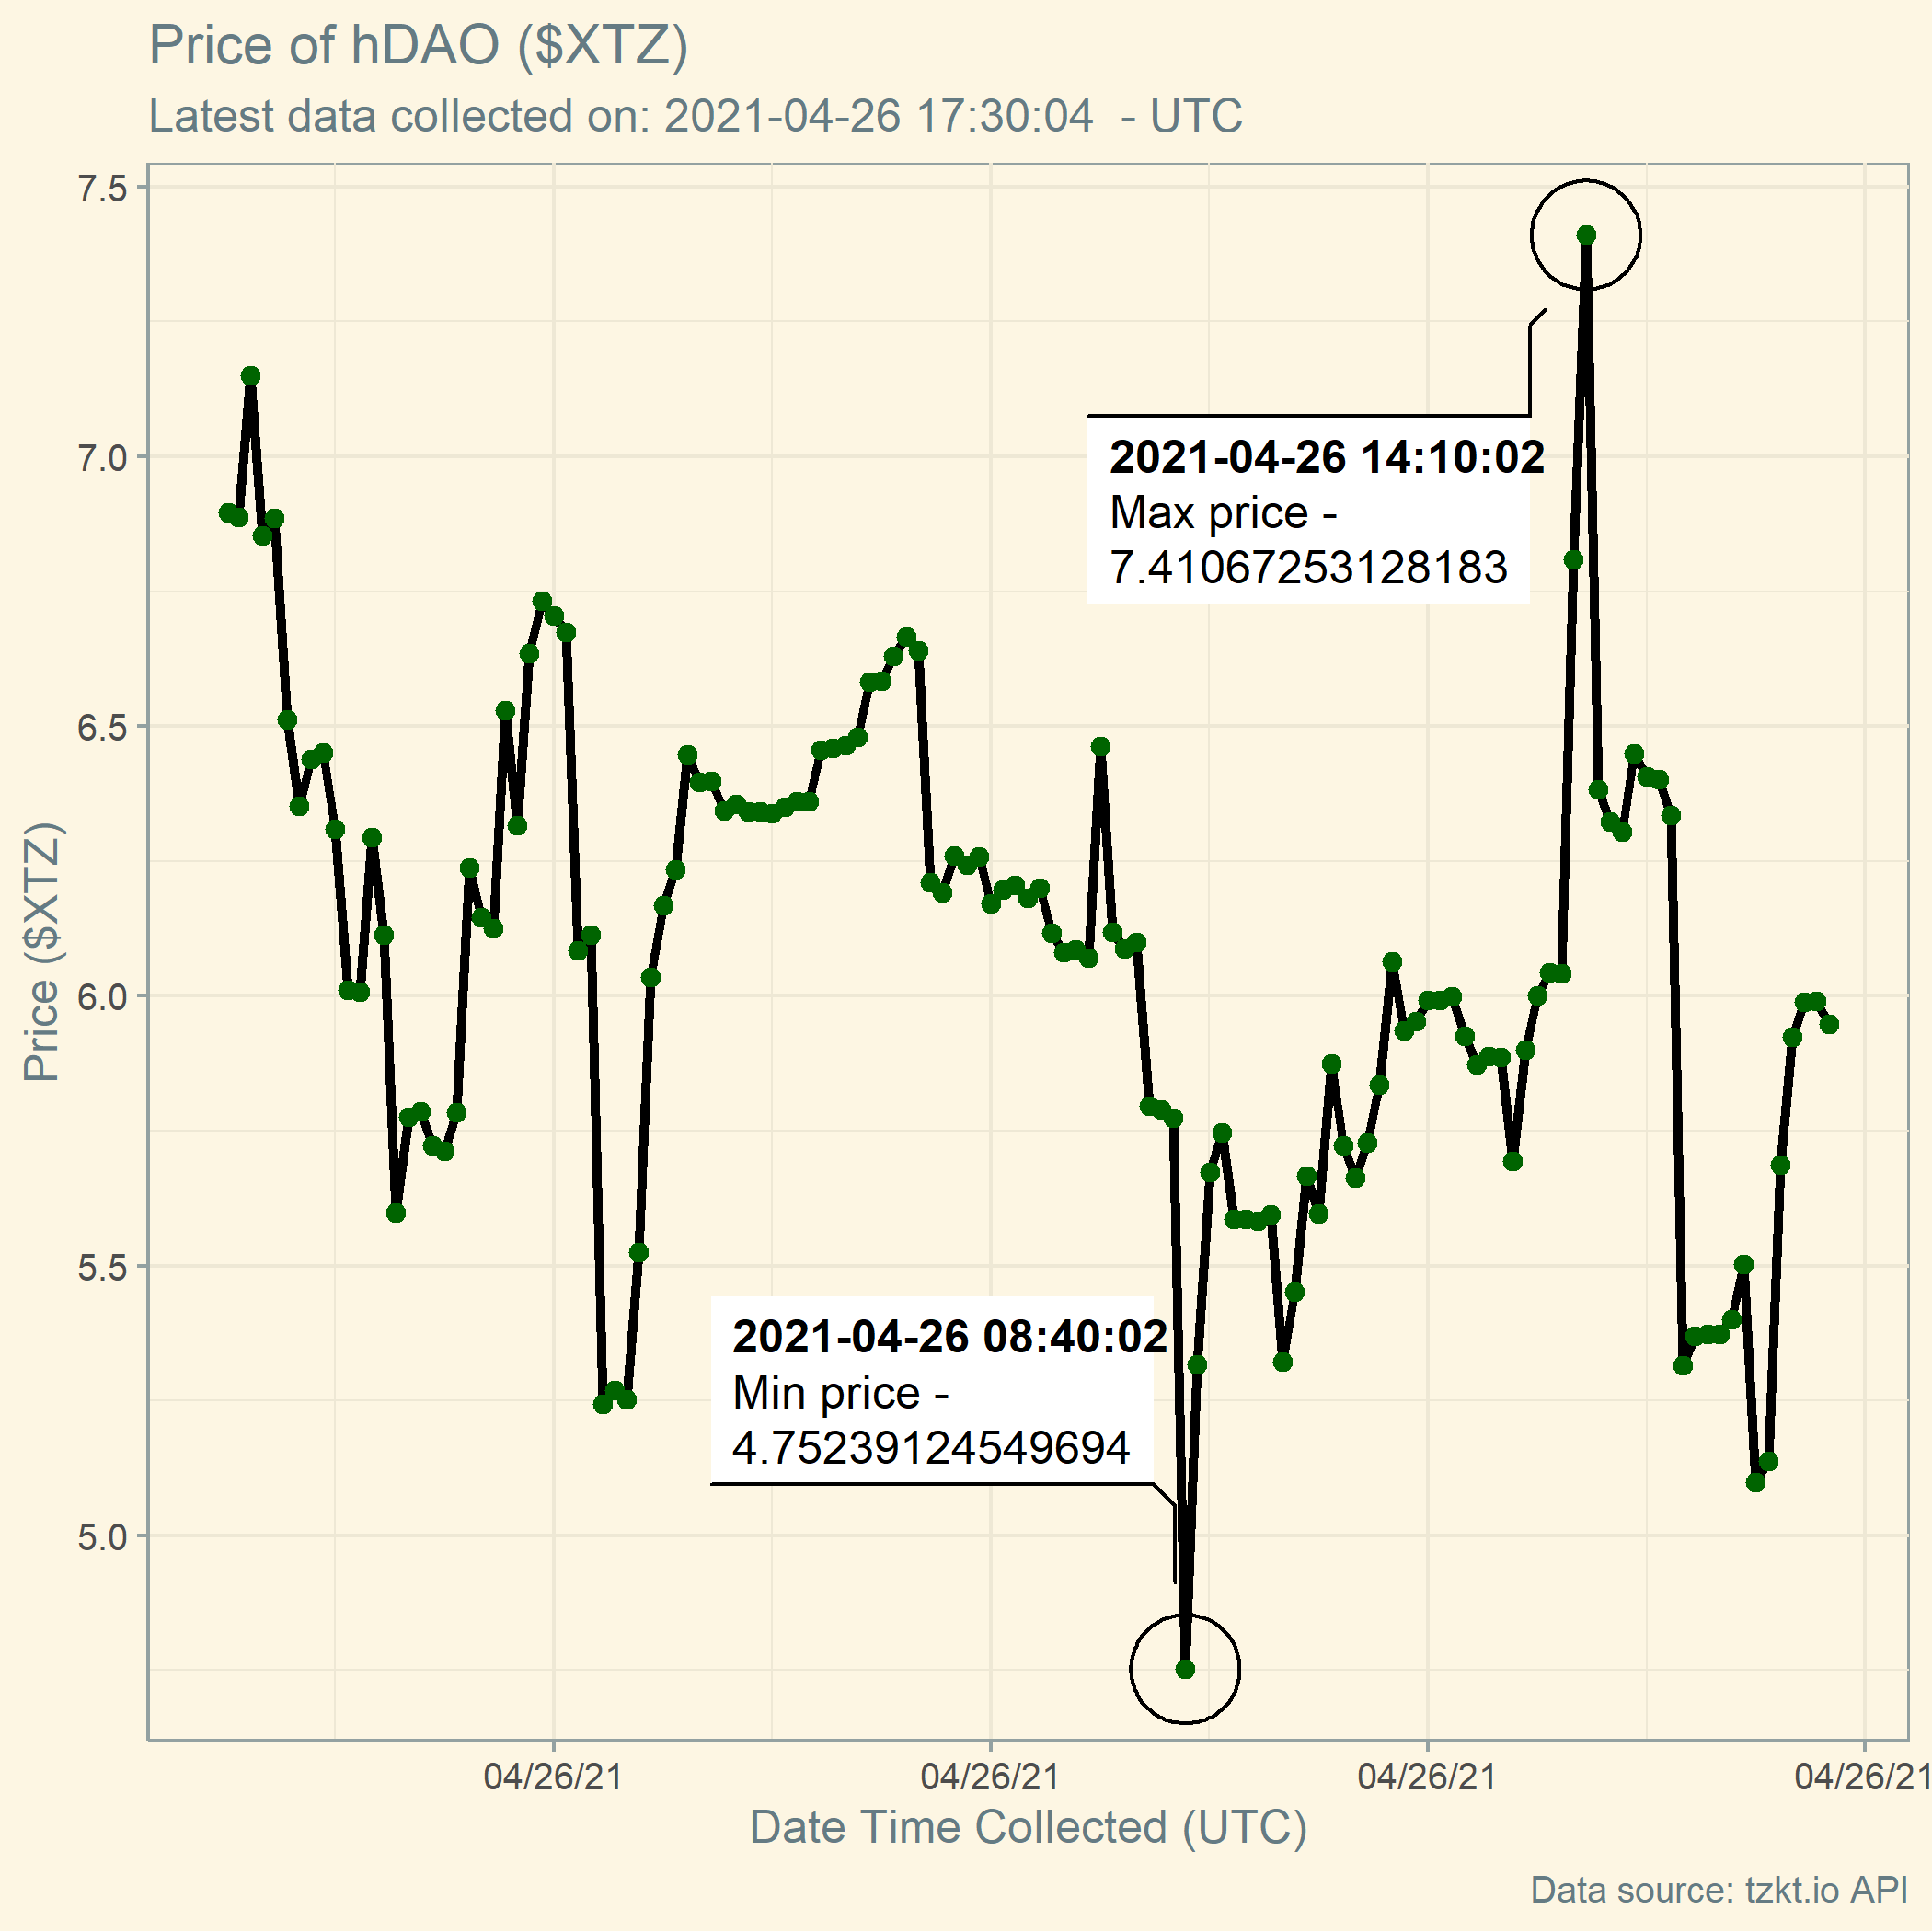 Price of hDAO ($XTZ)
Latest data collected on: 2021-04-26 17:30:04  - UTC
7.5
7.0
6.5
6.0
5.5
5.0
Price ($XTZ)
2021-04-26 14:10:02
Max price -
7.41067253128183
2021-04-26 08:40:02
Min price -
4.75239124549694
04/26/21
04/26/21
04/26/21
04/26/21
Date Time Collected (UTC)
Data source: tzkt.io API